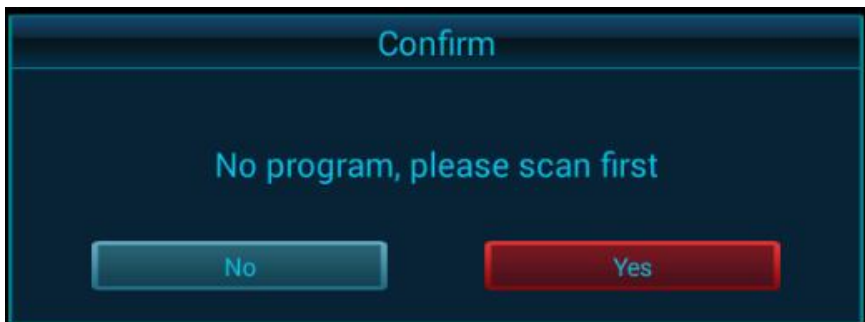 Confirm
No program, please scan first
No
Yes